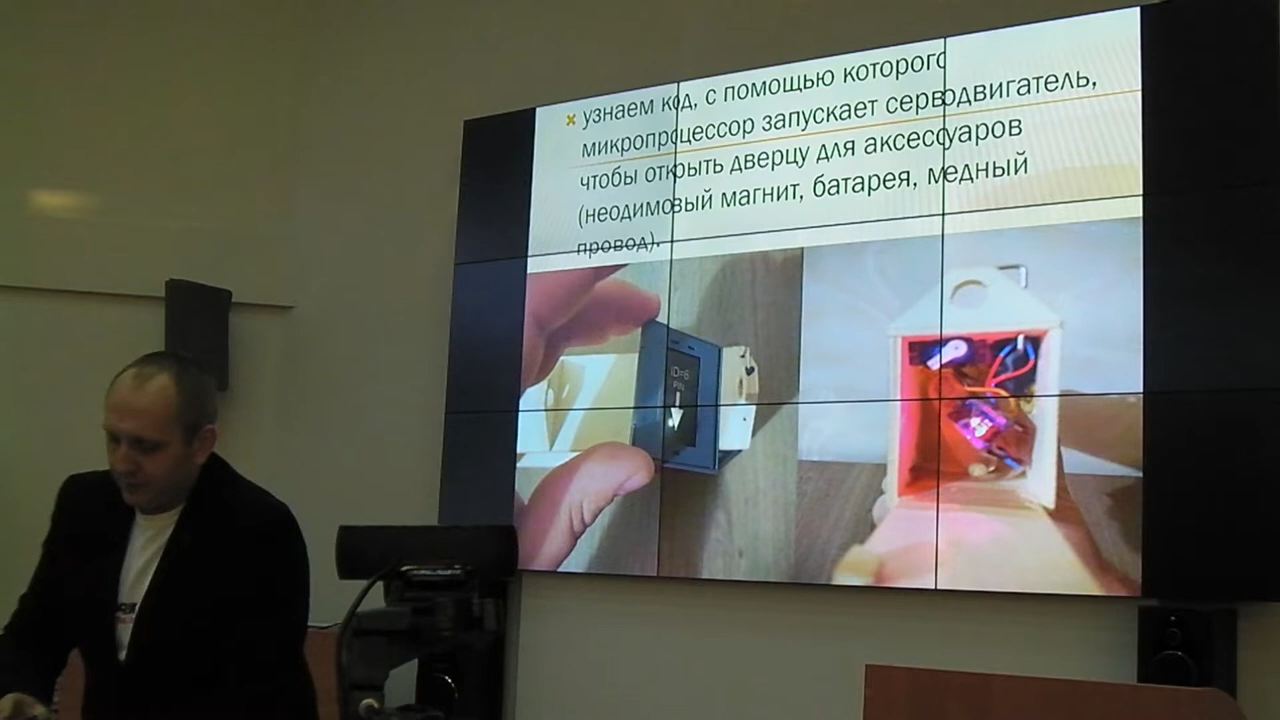 узнаем код, с помощью которого
микропроцессор запускает серводвигатель,
чтобы открыть дверцу для аксессуаров
(неодимовый магнит, батарея, медный
провод).
ID=6